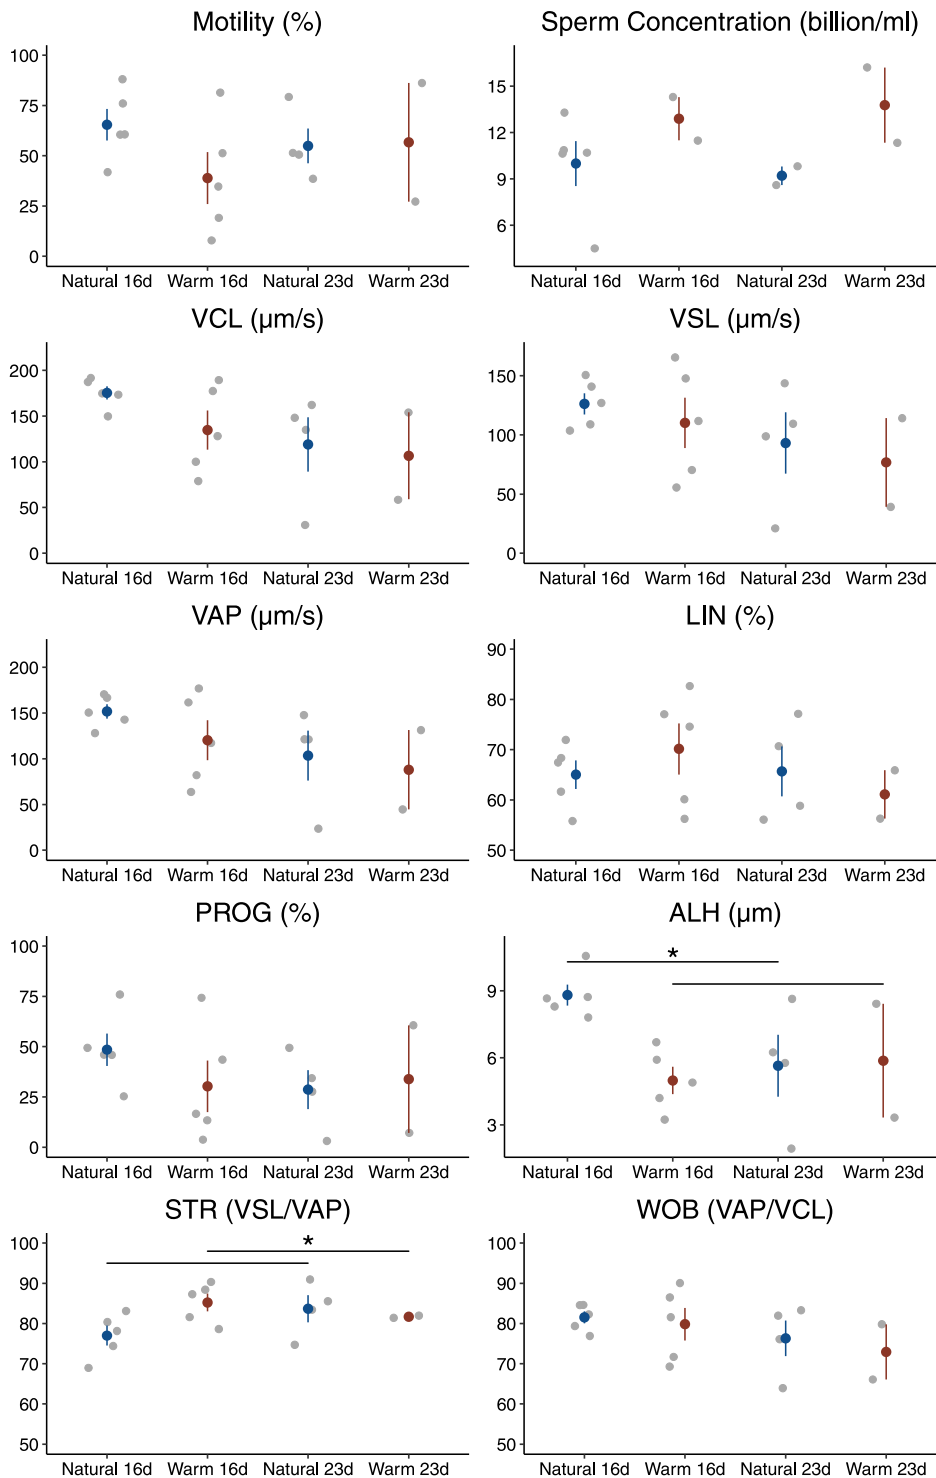 Motility (%)
100
75
50
25
0
Natural 16d Warm 16d Natural 23d Warm 23d
Sperm Concentration (billion/ml)
15
12
9
6
Natural 16d Warm 16d Natural 23d Warm 23d
VCL (µm/s)
200
150
100
50
0
Natural 16d Warm 16d Natural 23d Warm 23d
VSL (µm/s)
150
100
50
0
Natural 16d Warm 16d Natural 23d Warm 23d
VAP (µm/s)
200
150
100
50
0
Natural 16d Warm 16d Natural 23d Warm 23d
LIN (%)
90
80
70
60
50
Natural 16d Warm 16d Natural 23d Warm 23d
PROG (%)
100
75
50
25
0
Natural 16d Warm 16d Natural 23d Warm 23d
ALH (µm)
*
9
6
3
Natural 16d Warm 16d Natural 23d Warm 23d
STR (VSL/VAP)
*
100
90
80
70
60
50
Natural 16d Warm 16d Natural 23d Warm 23d
WOB (VAP/VCL)
100
90
80
70
60
50
Natural 16d Warm 16d Natural 23d Warm 23d